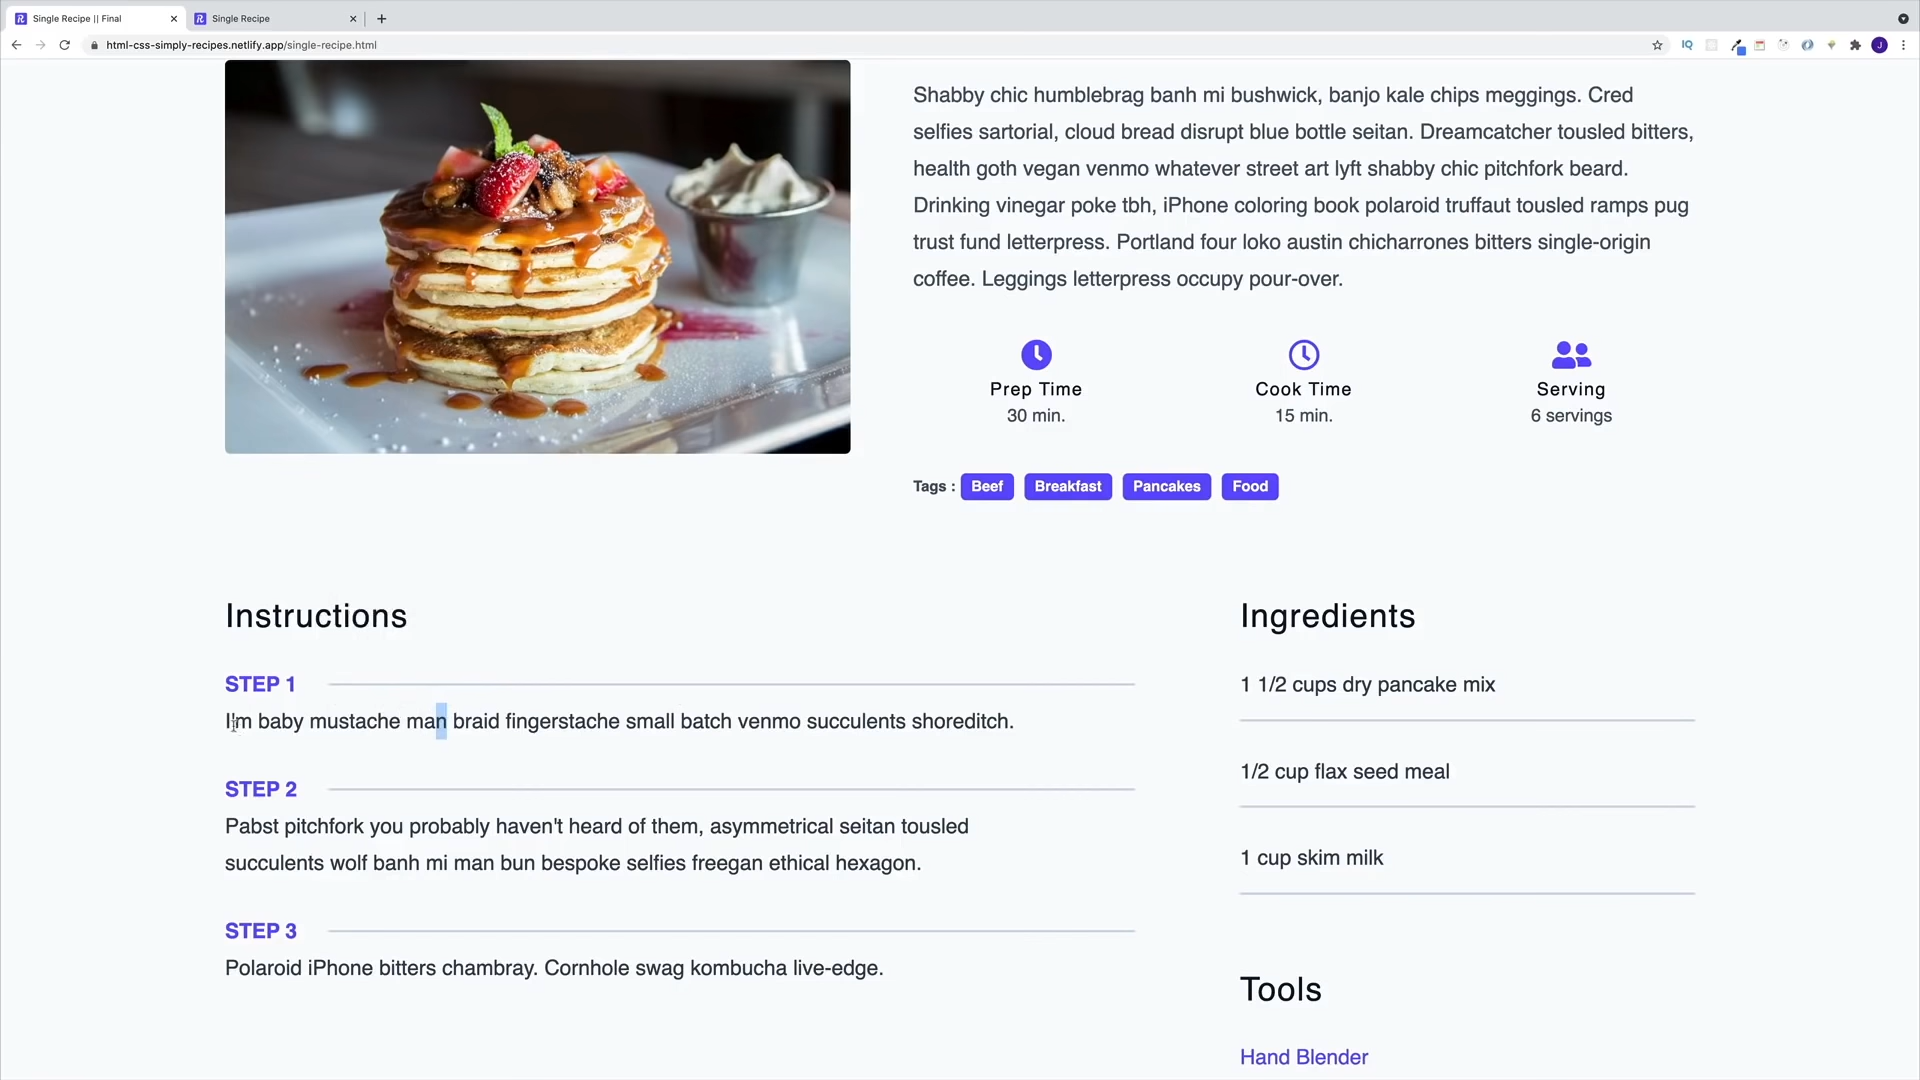 Single Recipe || Final
Single Recipe
html-css-simply-recipes.netlify.app/single-recipe.html
IQ
J
Shabby chic humblebrag banh mi bushwick, banjo kale chips meggings. Cred
selfies sartorial, cloud bread disrupt blue bottle seitan. Dreamcatcher tousled bitters,
health goth vegan venmo whatever street art lyft shabby chic pitchfork beard.
Drinking vinegar poke tbh, iPhone coloring book polaroid truffaut tousled ramps pug
trust fund letterpress. Portland four loko austin chicharrones bitters single-origin
coffee. Leggings letterpress occupy pour-over.
Prep Time
30 min.
Cook Time
15 min.
Serving
6 servings
Tags : Beef Breakfast Pancakes Food
Instructions
STEP 1
I'm baby mustache man braid fingerstache small batch venmo succulents shoreditch.
STEP 2
Pabst pitchfork you probably haven't heard of them, asymmetrical seitan tousled
succulents wolf banh mi man bun bespoke selfies freegan ethical hexagon.
STEP 3
Polaroid iPhone bitters chambray. Cornhole swag kombucha live-edge.
Ingredients
1 1/2 cups dry pancake mix
1/2 cup flax seed meal
1 cup skim milk
Tools
Hand Blender